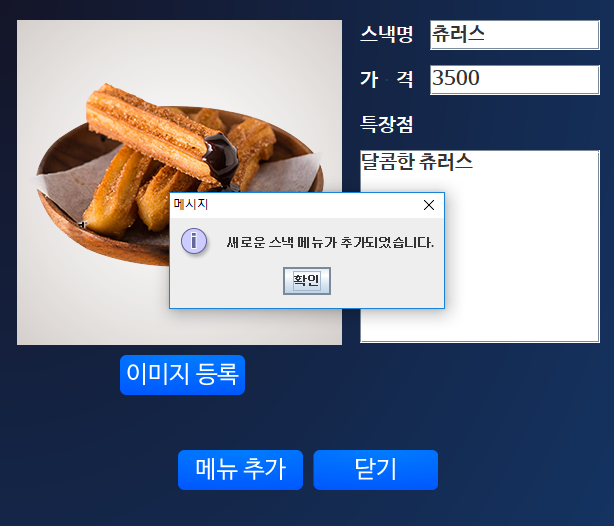 스낵명 츄러스
가 격 3500
특장점
달콤한 츄러스
메시지
새로운 스낵 메뉴가 추가되었습니다.
확인
이미지 등록
메뉴 추가 닫기